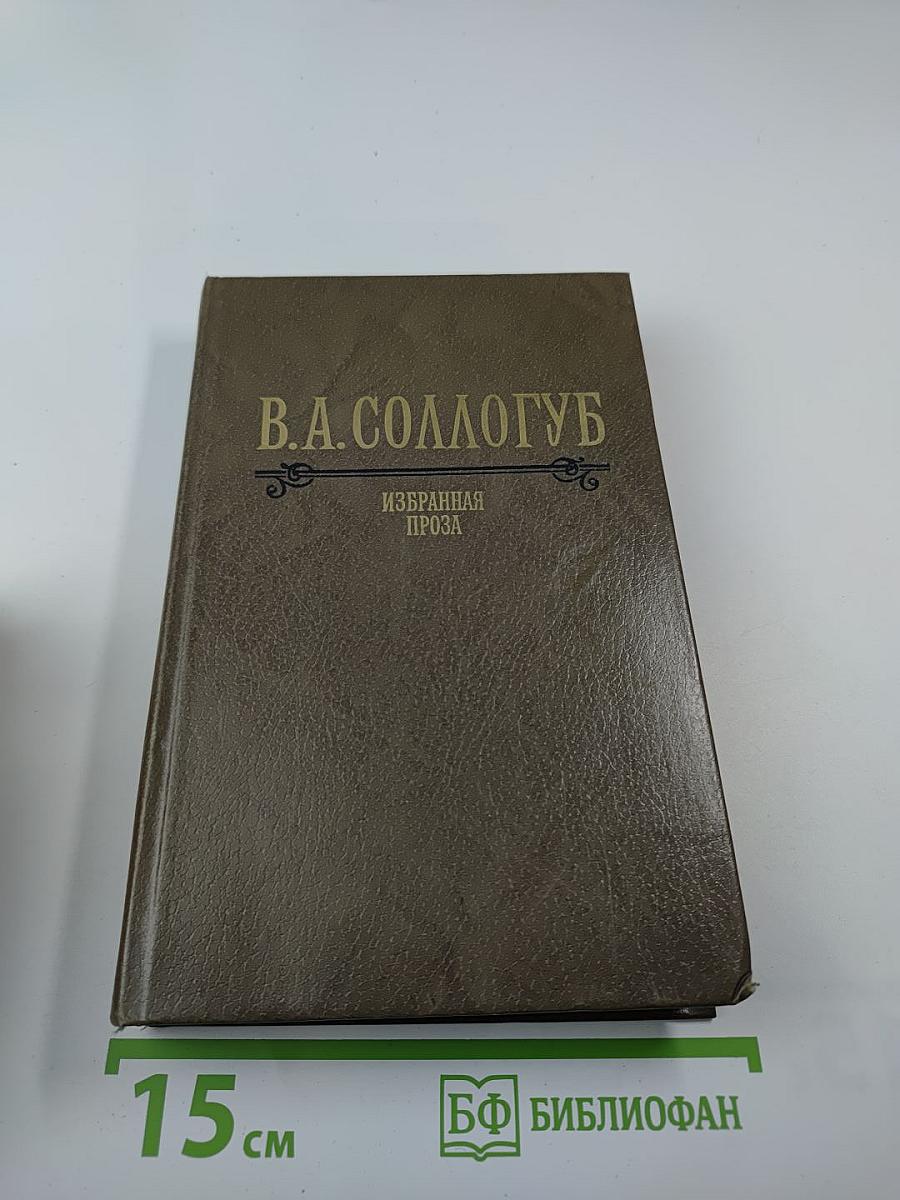 В.А.СОЛЛОГУБ
ИЗБРАННАЯ
ПРОЗА
15 см
БФ БИБЛИОФАН